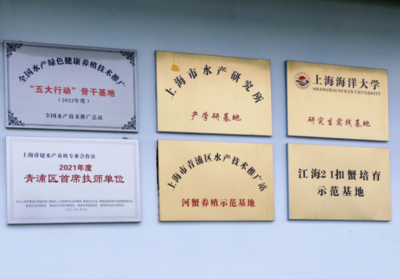 全国水产绿色健康养殖技术推广
“五大行动”骨干基地
(2022年度)
全国水产技术推广总站
上海市水产研究所
产学研基地
上海海洋大学
SHANGHAI OCEAN UNIVERSITY
研究生实践基地
2021年度
青浦区首席技师单位
上海市青浦区水产技术推广站
河蟹养殖示范基地
江海21扣蟹培育
示范基地